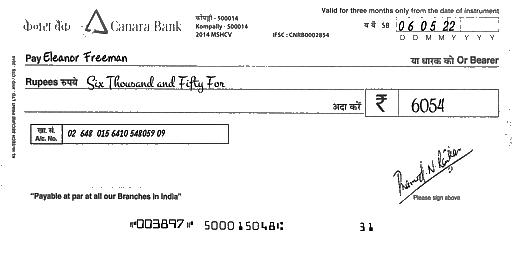 केनरा बैंक Canara Bank
कोंपल्ली - 500014
Kompally - 500014
2014 MSHCV
IFSC : CNRB0002854
Valid for three months only from the date of instrument
SB 06 05 22
D D M M Y Y Y Y
Pay Eleanor Freeman या धारक को Or Bearer
Rupees रुपये Six Thousand and Fifty For
अदा करें ₹ 6054
खा. सं.
A/c. No. 02 648 015 6410 548059 09
Please sign above
"Payable at par at all our Branches in India"
⑈003897⑈ 500015048⑆ 31